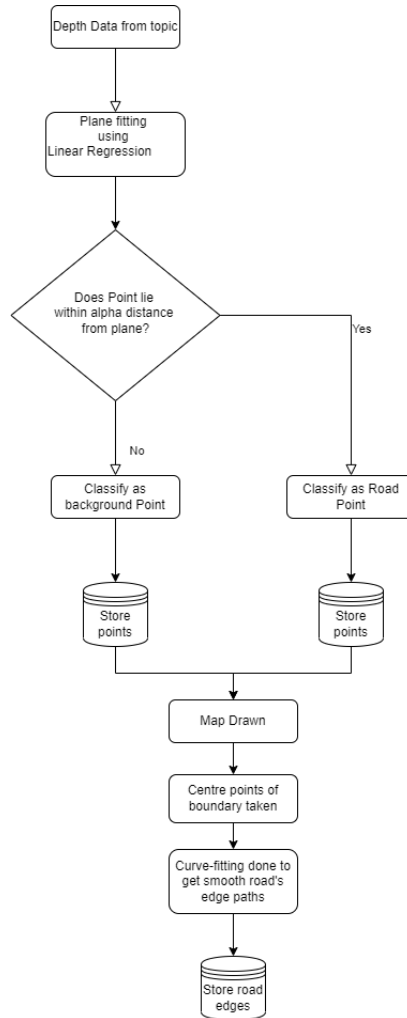 Depth Data from topic
Plane fitting
using
Linear Regression
Does Point lie
within alpha distance
from plane?
Yes
No
Classify as
background Point
Classify as Road
Point
Store
points
Store
points
Map Drawn
Centre points of
boundary taken
Curve-fitting done to
get smooth road's
edge paths
Store road
edges